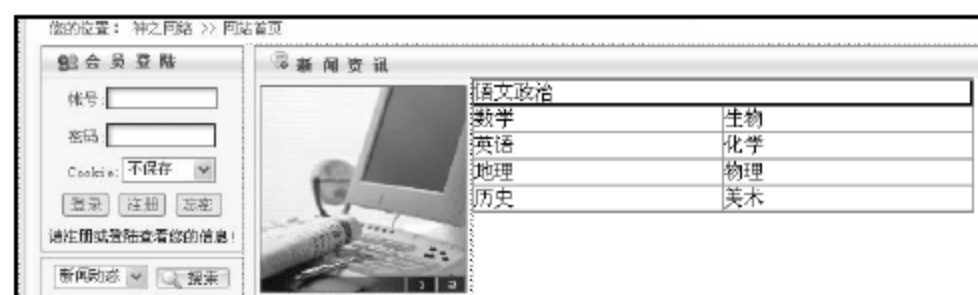 您的位置： 神之网络 >> 网站首页
会员登陆
帐号:
密码:
Cookie: 不保存
登录 注册 忘密
请注册或登陆查看您的信息!
新闻动态 搜索
新闻资讯
1 2
语文政治
数学 生物
英语 化学
地理 物理
历史 美术